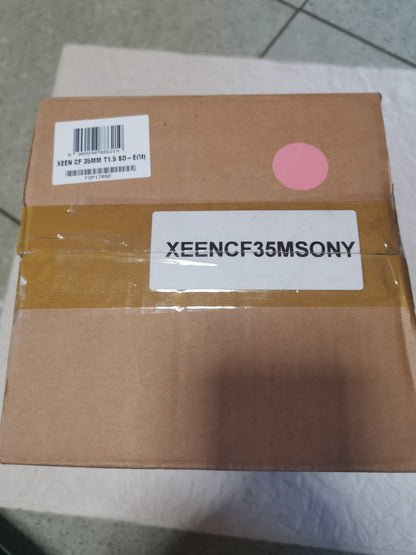 XEEN CF 35MM T1.5 SO-E(M)
XEENCF35MSONY